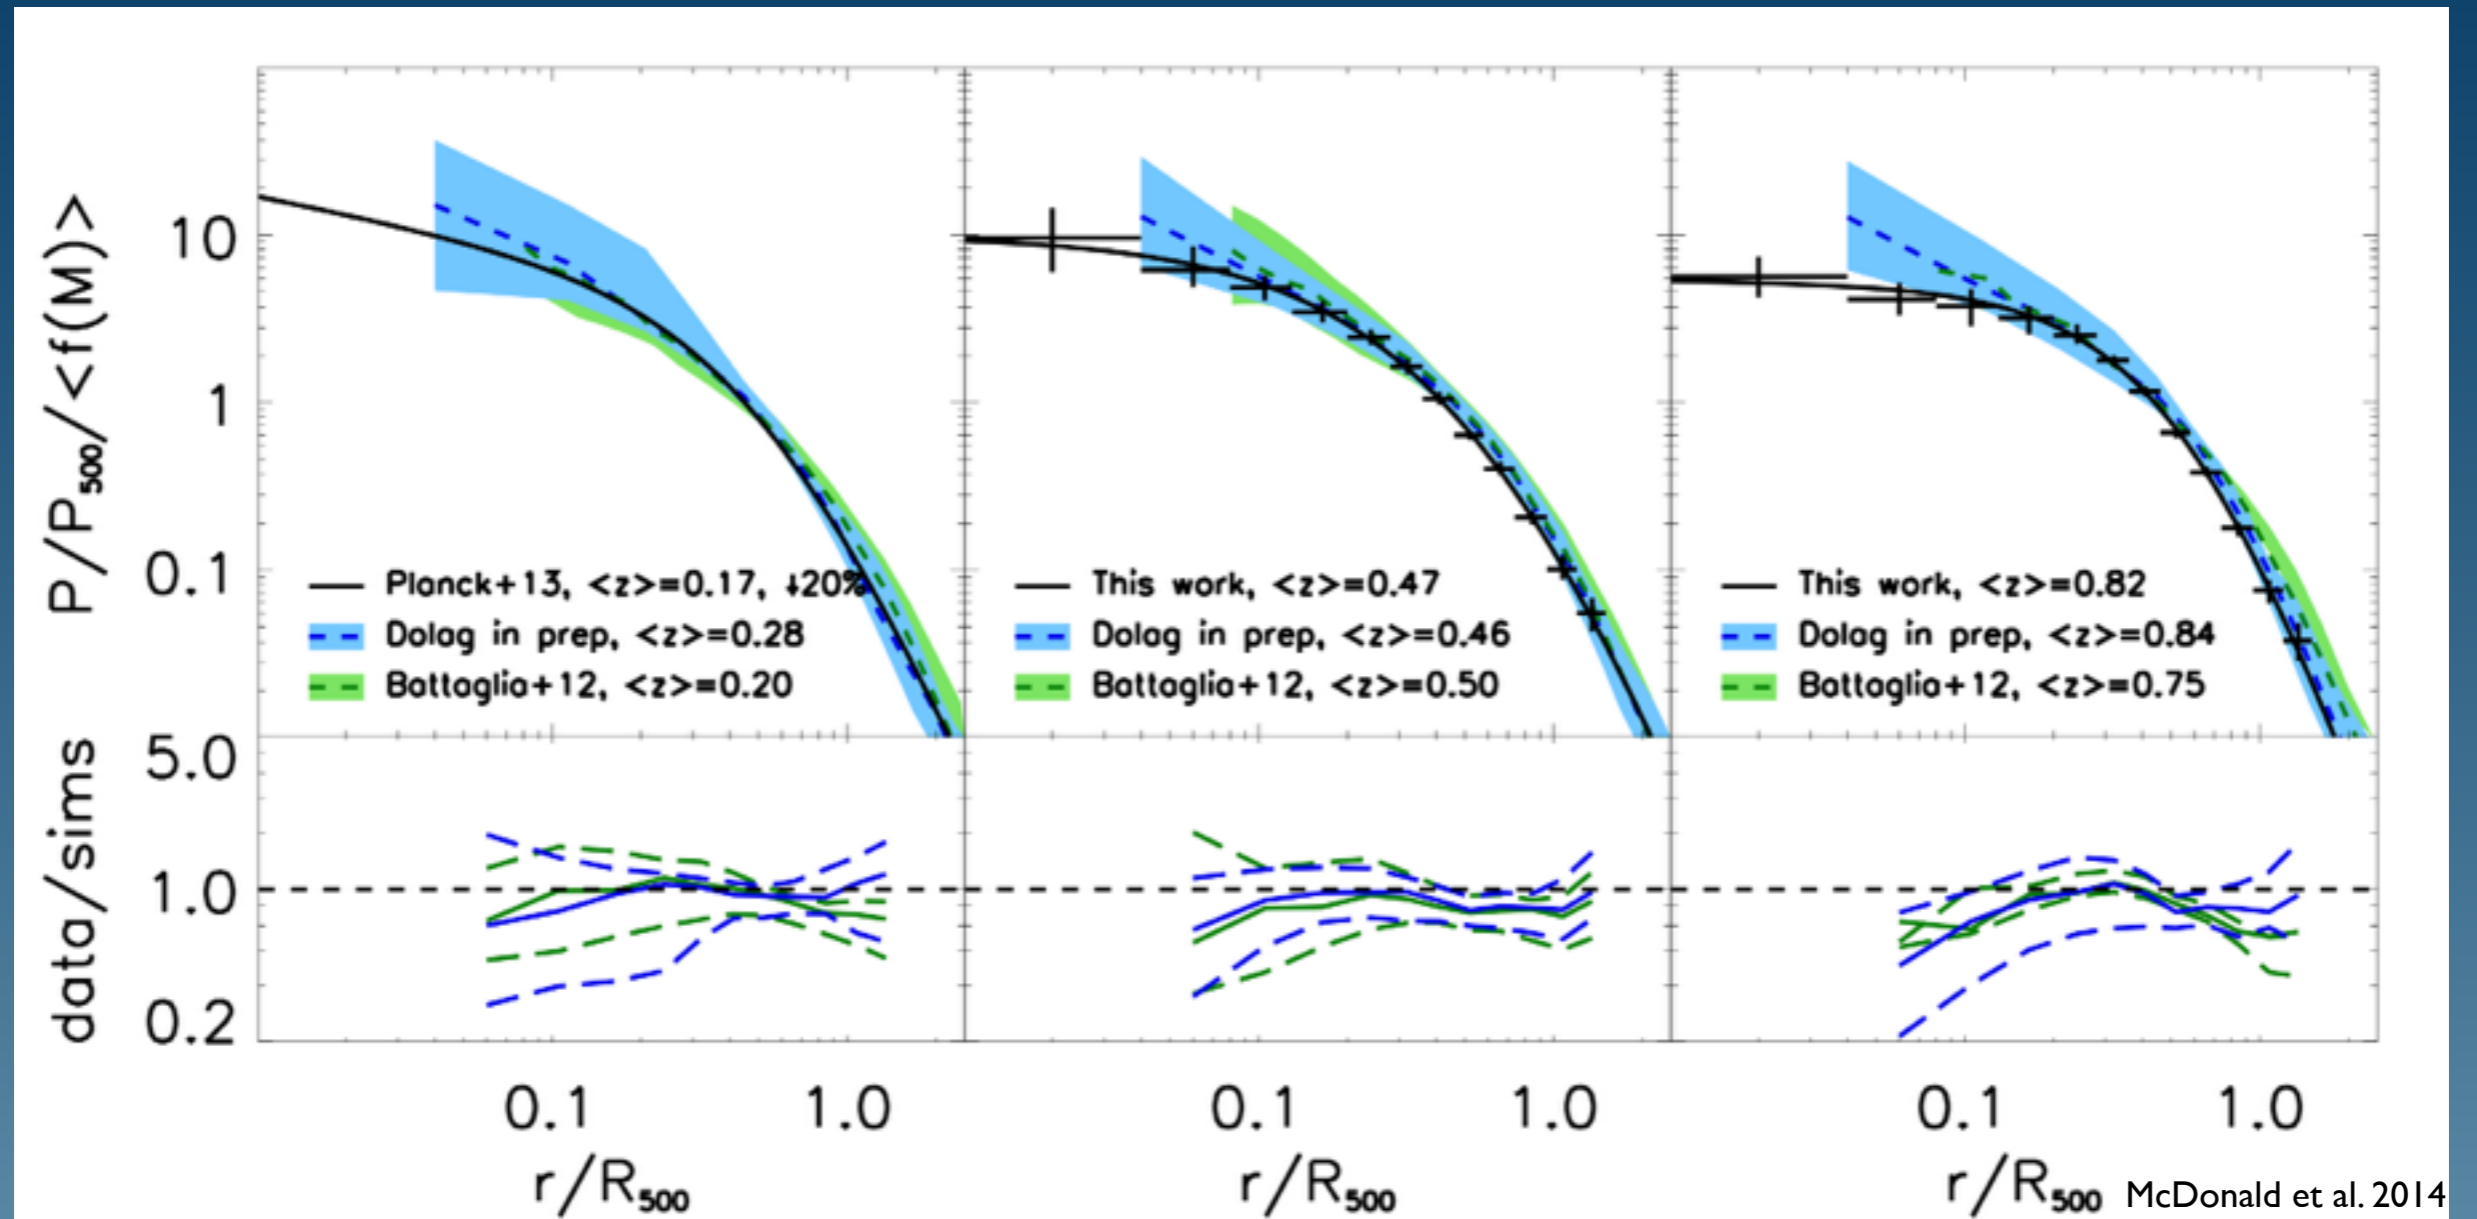 P/P500/<f(M)>
10
1
0.1
Planck+13, <z>=0.17, ↓20%
Dolag in prep, <z>=0.28
Battaglia+12, <z>=0.20
This work, <z>=0.47
Dolag in prep, <z>=0.46
Battaglia+12, <z>=0.50
This work, <z>=0.82
Dolag in prep, <z>=0.84
Battaglia+12, <z>=0.75
data/sims
5.0
1.0
0.2
0.1 1.0
0.1 1.0
0.1 1.0
r/R500
r/R500
r/R500
McDonald et al. 2014